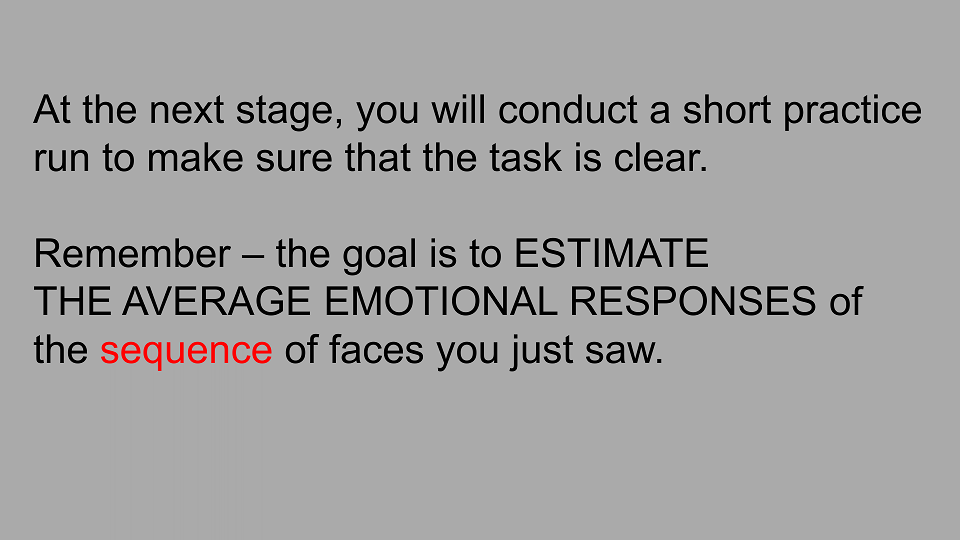 At the next stage, you will conduct a short practice
run to make sure that the task is clear.
Remember – the goal is to ESTIMATE
THE AVERAGE EMOTIONAL RESPONSES of
the sequence of faces you just saw.